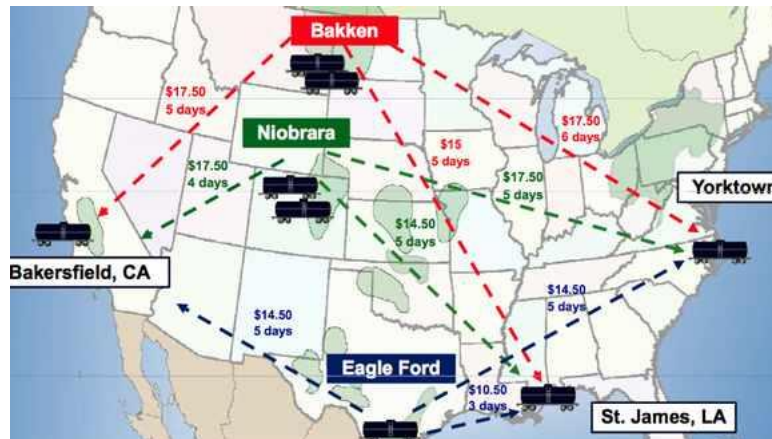 Bakken
$17.50
5 days
$17.50
6 days
Niobrara
$15
5 days
$17.50
4 days
$17.50
5 days
Yorktown
$14.50
5 days
Bakersfield, CA
$14.50
5 days
$14.50
5 days
Eagle Ford
$10.50
3 days
St. James, LA